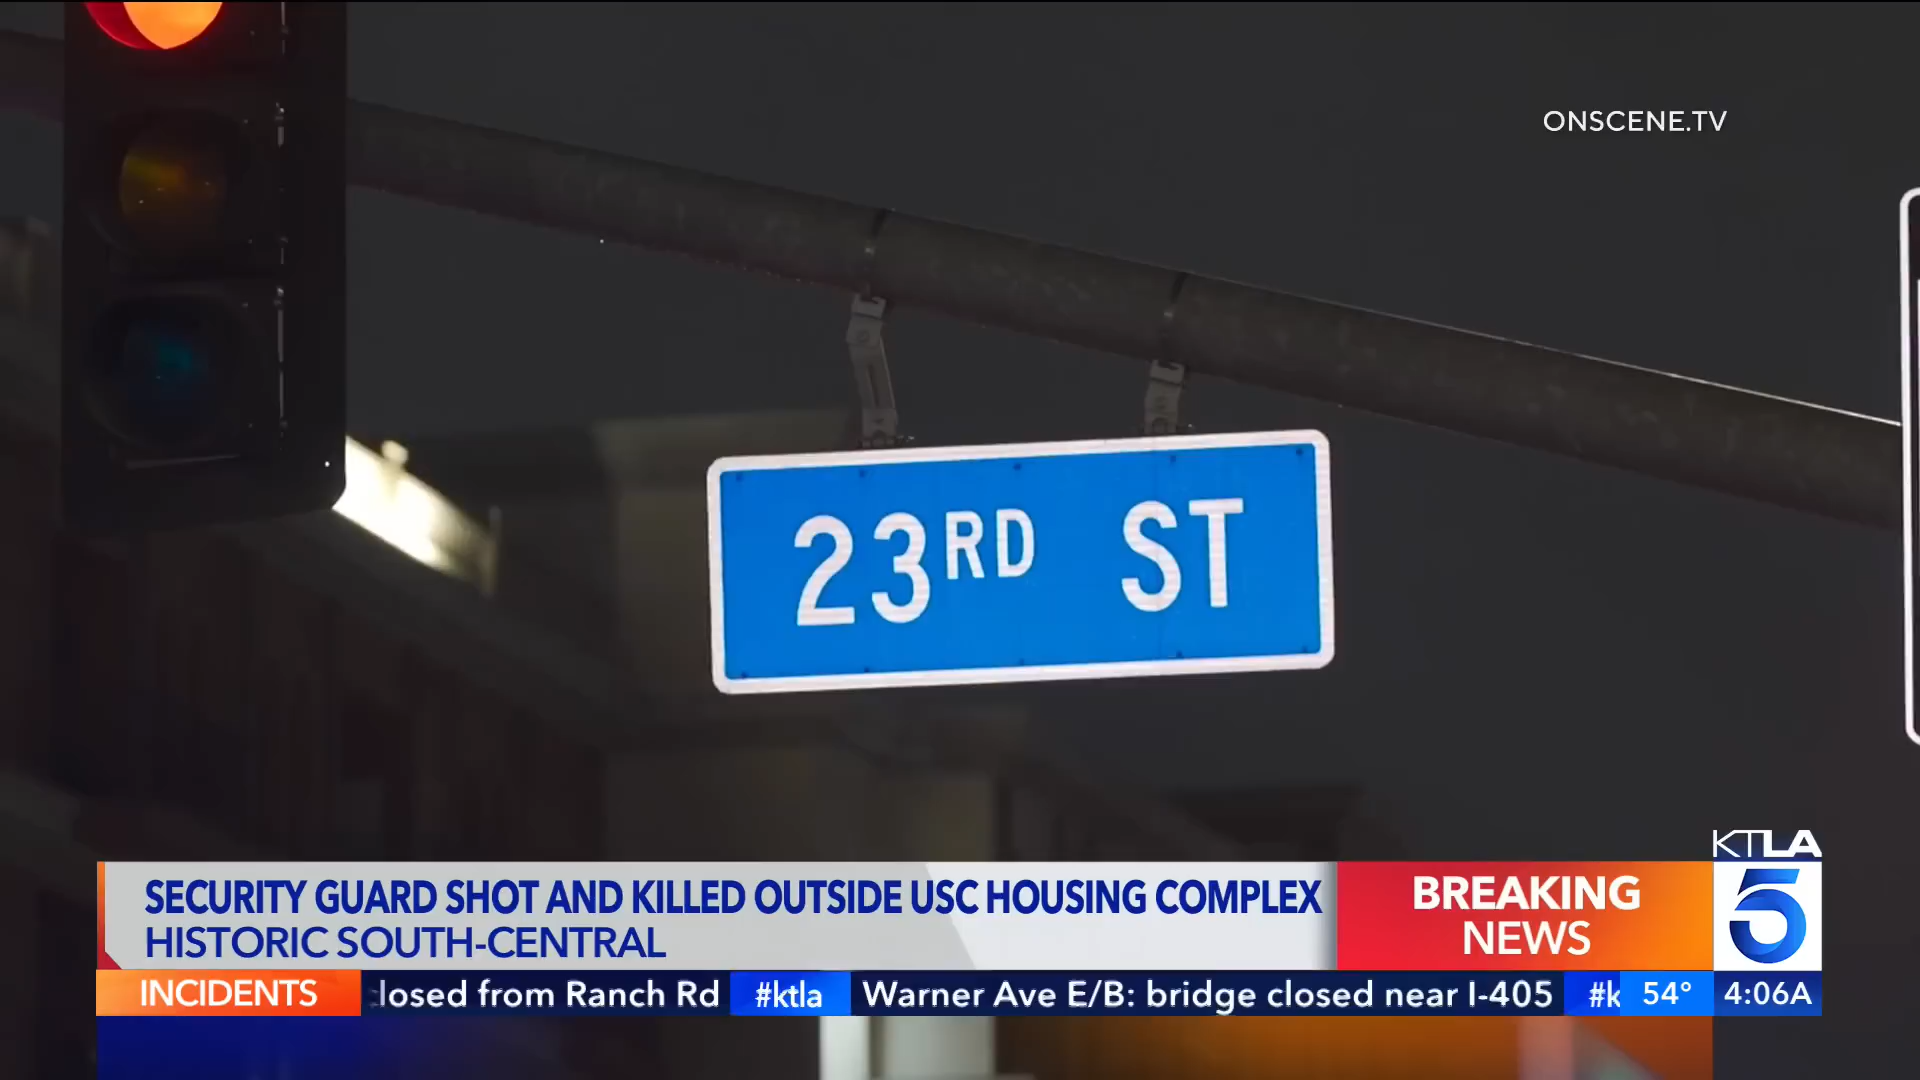 ONSCENE.TV
23RD ST
KTLA
5
SECURITY GUARD SHOT AND KILLED OUTSIDE USC HOUSING COMPLEX
HISTORIC SOUTH-CENTRAL
BREAKING
NEWS
INCIDENTS
closed from Ranch Rd #ktla Warner Ave E/B: bridge closed near I-405 #k
54°
4:06A